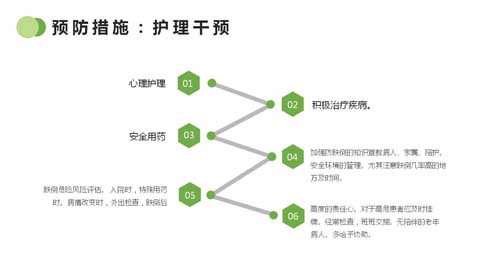 预防措施：护理干预
心理护理
01
02
积极治疗疾病。
安全用药
03
04
加强防跌倒的知识宣教病人、家属、陪护。
安全环境的管理。尤其注意跌倒几率高的地
方及时间。
跌倒危险风险评估。入院时，特殊用药
时。病情改变时，外出检查，跌倒后
05
06
高度的责任心。对于高危患者应及时挂
牌。经常检查，班班交接。无陪伴的老年
病人。多给予协助。